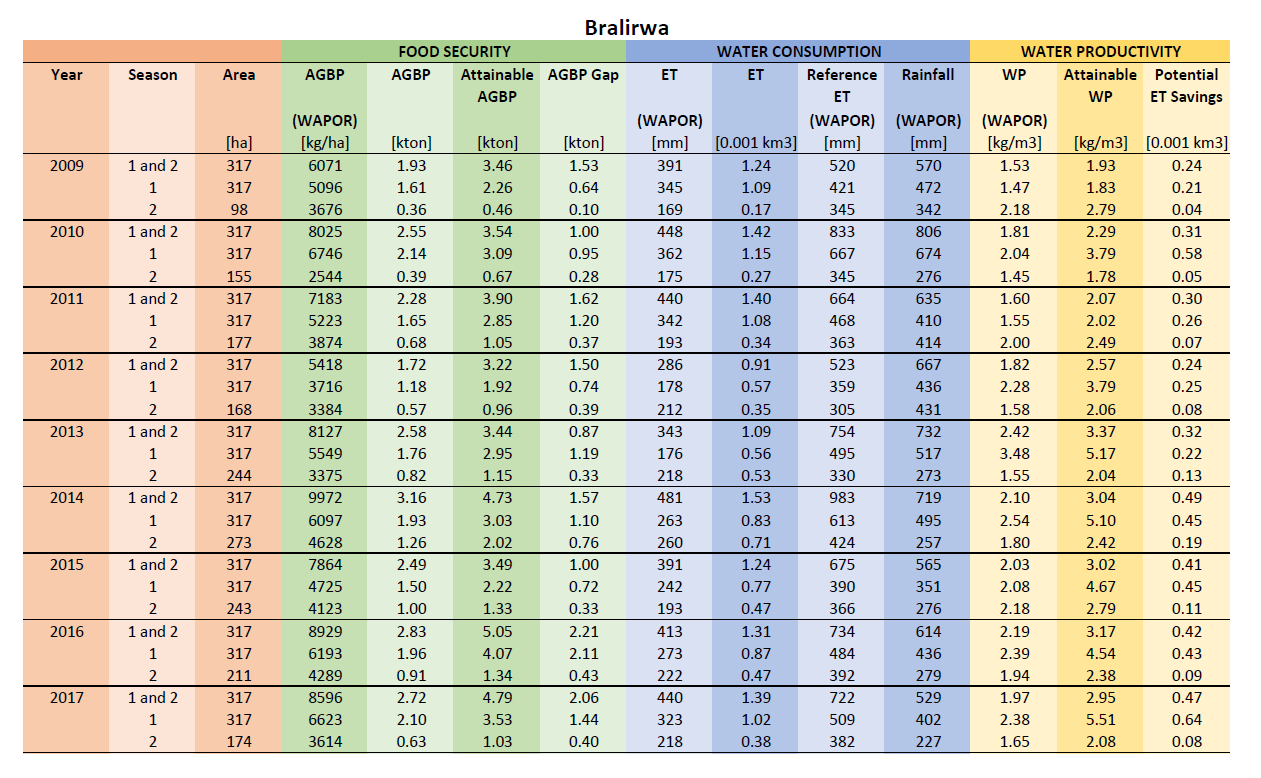 Bralirwa
FOOD SECURITY WATER CONSUMPTION WATER PRODUCTIVITY
Year Season Area AGBP AGBP Attainable AGBP Gap ET ET Reference Rainfall WP Attainable Potential
AGBP ET WP ET Savings
(WAPOR) (WAPOR) (WAPOR) (WAPOR) (WAPOR)
[ha] [kg/ha] [kton] [kton] [kton] [mm] [0.001 km3] [mm] [mm] [kg/m3] [kg/m3] [0.001 km3]
2009 1 and 2 317 6071 1.93 3.46 1.53 391 1.24 520 570 1.53 1.93 0.24
1 317 5096 1.61 2.26 0.64 345 1.09 421 472 1.47 1.83 0.21
2 98 3676 0.36 0.46 0.10 169 0.17 345 342 2.18 2.79 0.04
2010 1 and 2 317 8025 2.55 3.54 1.00 448 1.42 833 806 1.81 2.29 0.31
1 317 6746 2.14 3.09 0.95 362 1.15 667 674 2.04 3.79 0.58
2 155 2544 0.39 0.67 0.28 175 0.27 345 276 1.45 1.78 0.05
2011 1 and 2 317 7183 2.28 3.90 1.62 440 1.40 664 635 1.60 2.07 0.30
1 317 5223 1.65 2.85 1.20 342 1.08 468 410 1.55 2.02 0.26
2 177 3874 0.68 1.05 0.37 193 0.34 363 414 2.00 2.49 0.07
2012 1 and 2 317 5418 1.72 3.22 1.50 286 0.91 523 667 1.82 2.57 0.24
1 317 3716 1.18 1.92 0.74 178 0.57 359 436 2.28 3.79 0.25
2 168 3384 0.57 0.96 0.39 212 0.35 305 431 1.58 2.06 0.08
2013 1 and 2 317 8127 2.58 3.44 0.87 343 1.09 754 732 2.42 3.37 0.32
1 317 5549 1.76 2.95 1.19 176 0.56 495 517 3.48 5.17 0.22
2 244 3375 0.82 1.15 0.33 218 0.53 330 273 1.55 2.04 0.13
2014 1 and 2 317 9972 3.16 4.73 1.57 481 1.53 983 719 2.10 3.04 0.49
1 317 6097 1.93 3.03 1.10 263 0.83 613 495 2.54 5.10 0.45
2 273 4628 1.26 2.02 0.76 260 0.71 424 257 1.80 2.42 0.19
2015 1 and 2 317 7864 2.49 3.49 1.00 391 1.24 675 565 2.03 3.02 0.41
1 317 4725 1.50 2.22 0.72 242 0.77 390 351 2.08 4.67 0.45
2 243 4123 1.00 1.33 0.33 193 0.47 366 276 2.18 2.79 0.11
2016 1 and 2 317 8929 2.83 5.05 2.21 413 1.31 734 614 2.19 3.17 0.42
1 317 6193 1.96 4.07 2.11 273 0.87 484 436 2.39 4.54 0.43
2 211 4289 0.91 1.34 0.43 222 0.47 392 279 1.94 2.38 0.09
2017 1 and 2 317 8596 2.72 4.79 2.06 440 1.39 722 529 1.97 2.95 0.47
1 317 6623 2.10 3.53 1.44 323 1.02 509 402 2.38 5.51 0.64
2 174 3614 0.63 1.03 0.40 218 0.38 382 227 1.65 2.08 0.08